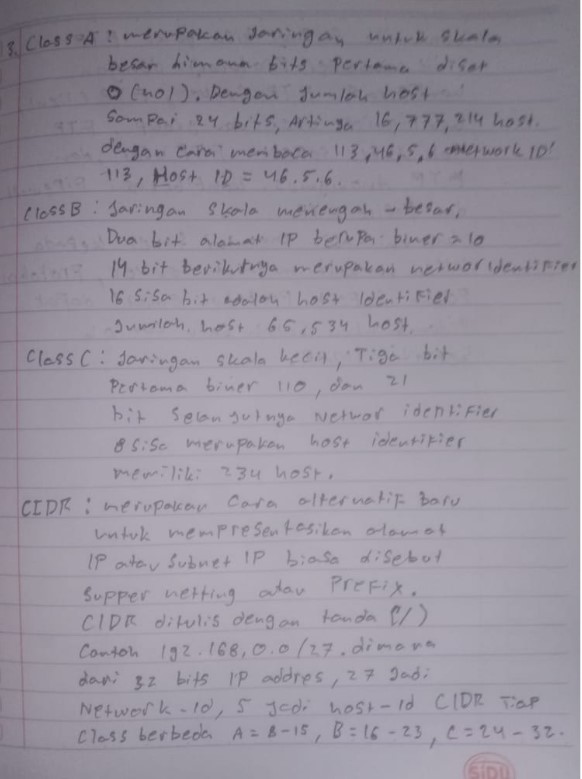 3. Class A : merupakan Jaringan untuk skala
besar dimana bits Pertama diset
0 (nol). Dengan Jumlah host
Sampai 24 bits, Artinya 16,777,214 host.
dengan cara membaca 113,46,5,6 network ID
113, Host ID = 46.5.6.
Class B : Jaringan skala menengah - besar,
Dua bit alamat IP berupa biner = 10
14 bit berikutnya merupakan networ identifier
16 sisa bit adalah host Identifier
Jumlah host 65,534 host.
Class C : Jaringan skala kecil, Tiga bit
Pertama biner 110, dan 21
bit Selanjutnya Networ identifier
8 sisa merupakan host identifier
memiliki 234 host.
CIDR : merupakan Cara alternatif Baru
untuk mempresentasikan alamat
IP atau subnet IP biasa disebut
Supper netting atau Prefix.
CIDR ditulis dengan tanda (/)
Contoh 192.168,0.0/27. dimana
dari 32 bits IP addres, 27 Jadi
Network-id, 5 jadi host-id CIDR Tiap
Class berbeda A = 8-15, B = 16-23, C = 24-32.
SIDU